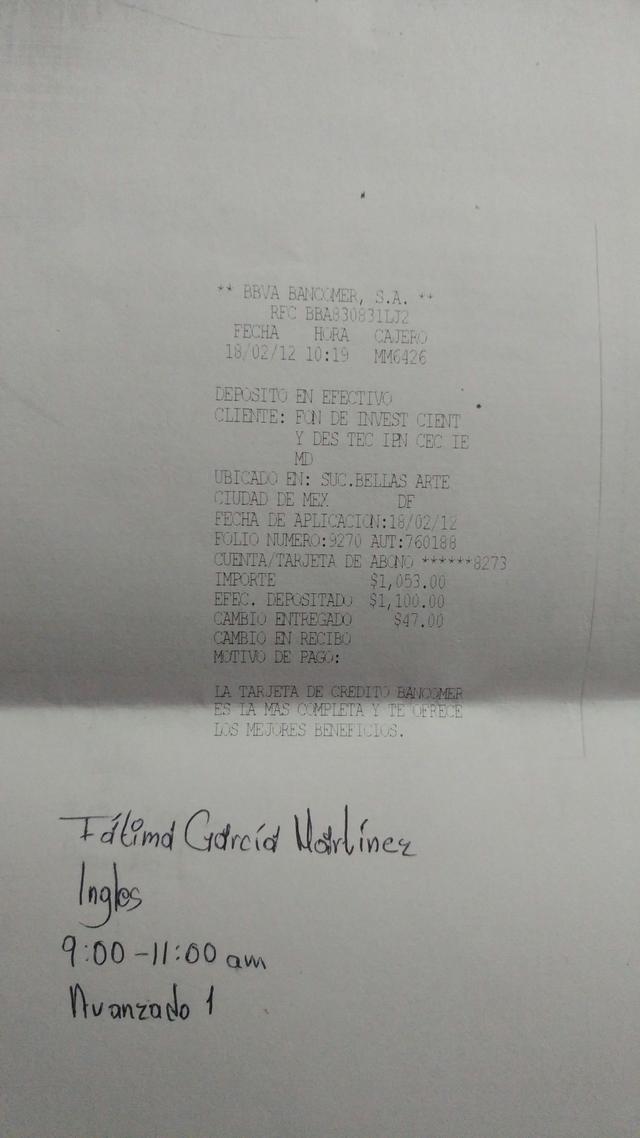 ** BBVA BANCOMER, S.A. **
RFC BBA830831LJ2
FECHA HORA CAJERO
18/02/12 10:19 MM6426
DEPOSITO EN EFECTIVO
CLIENTE: FON DE INVEST CIENT
Y DES TEC IPN CEC IE
MD
UBICADO EN: SUC.BELLAS ARTE
CIUDAD DE MEX DF
FECHA DE APLICACION:18/02/12
FOLIO NUMERO:9270 AUT:760188
CUENTA/TARJETA DE ABONO ******8273
IMPORTE $1,053.00
EFEC. DEPOSITADO $1,100.00
CAMBIO ENTREGADO $47.00
CAMBIO EN RECIBO
MOTIVO DE PAGO:
LA TARJETA DE CREDITO BANCOMER
ES LA MAS COMPLETA Y TE OFRECE
LOS MEJORES BENEFICIOS.
Fátima García Martínez
Ingles
9:00 - 11:00 am
Avanzado 1